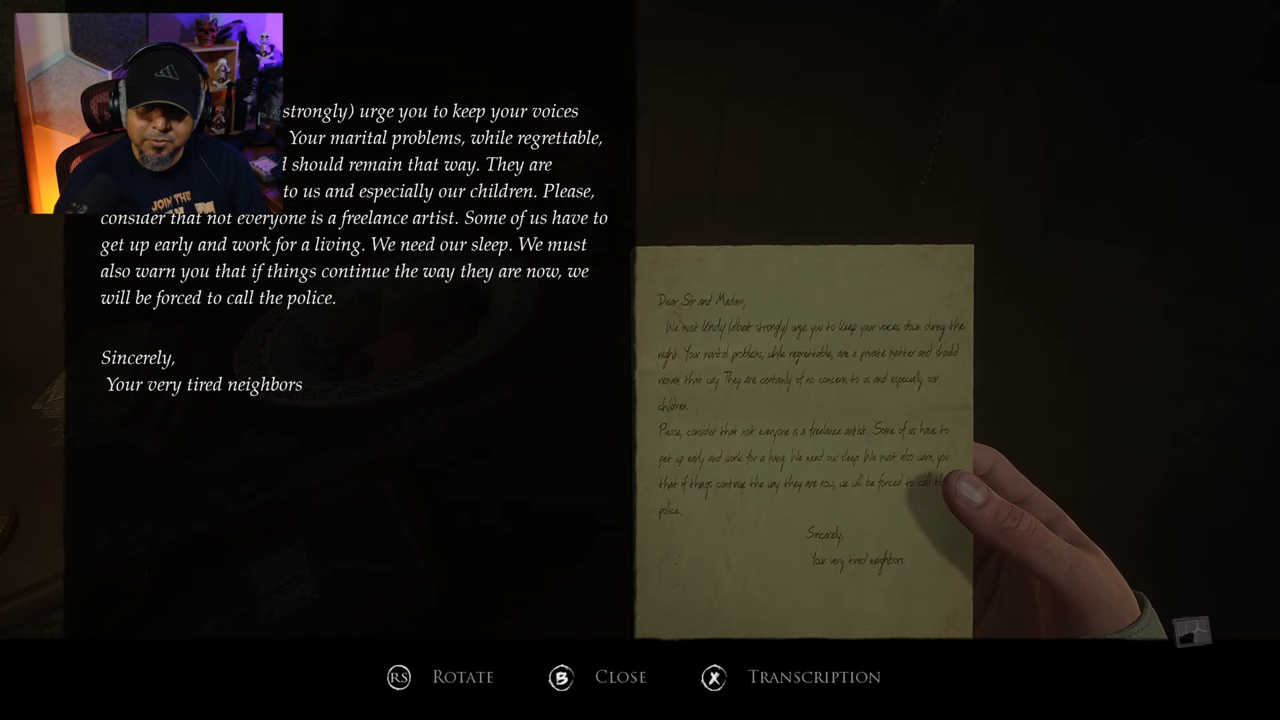 strongly) urge you to keep your voices
Your marital problems, while regrettable,
d should remain that way. They are
to us and especially our children. Please,
consider that not everyone is a freelance artist. Some of us have to
get up early and work for a living. We need our sleep. We must
also warn you that if things continue the way they are now, we
will be forced to call the police.
Sincerely,
Your very tired neighbors
JOIN THE
Dear Sir and Madam,
We must kindly (albeit strongly) urge you to keep your voices down during the
night. Your marital problems, while regrettable, are a private matter and should
remain that way. They are certainly of no concern to us and especially our
children.
Please, consider that not everyone is a freelance artist. Some of us have to
get up early and work for a living. We need our sleep. We must also warn you
that if things continue the way they are now, we will be forced to call the
police.
Sincerely,
Your very tired neighbors
RS ROTATE
B CLOSE
X TRANSCRIPTION